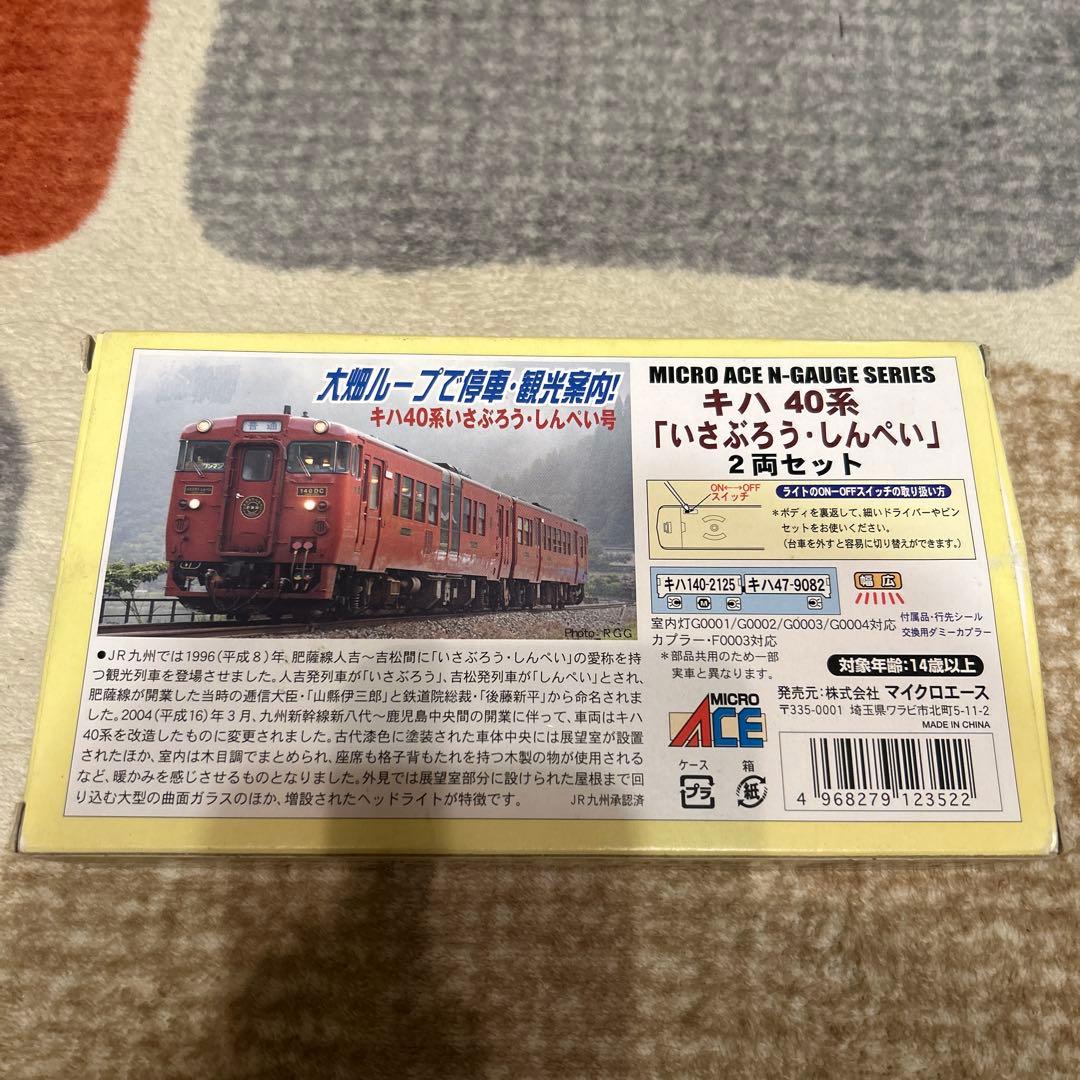 大畑ループで停車・観光案内!
キハ40系いさぶろう・しんぺい号
普通
ワンマン
140DC
Photo: RGG
●JR九州では1996(平成8)年、肥薩線人吉〜吉松間に「いさぶろう・しんぺい」の愛称を持
つ観光列車を登場させました。人吉発列車が「いさぶろう」、吉松発列車が「しんぺい」とされ、
肥薩線が開業した当時の逓信大臣・「山縣伊三郎」と鉄道院総裁・「後藤新平」から命名されま
した。2004(平成16)年3月、九州新幹線新八代〜鹿児島中央間の開業に伴って、車両はキハ
40系を改造したものに変更されました。古代漆色に塗装された車体中央には展望室が設置
されたほか、室内は木目調でまとめられ、座席も格子背もたれを持つ木製の物が使用される
など、暖かみを感じさせるものとなりました。外見では展望室部分に設けられた屋根まで回
り込む大型の曲面ガラスのほか、増設されたヘッドライトが特徴です。
JR九州承認済
MICRO ACE N-GAUGE SERIES
キハ 40系
「いさぶろう・しんぺい」
2両セット
ON←→OFF
スイッチ
ライトのON−OFFスイッチの取り扱い方
*ボディを裏返して、細いドライバーやピン
セットをお使いください。
(台車を外すと容易に切り替えができます。)
キハ140-2125
キハ47-9082
M
幅広
室内灯G0001/G0002/G0003/G0004対応
カプラー・F0003対応
付属品・行先シール
交換用ダミーカプラー
*部品共用のため一部
実車と異なります。
対象年齢:14歳以上
MICRO
ACE
発売元:株式会社 マイクロエース
〒335-0001 埼玉県ワラビ市北町5-11-2
MADE IN CHINA
ケース
プラ
箱
紙
4 968279 123522